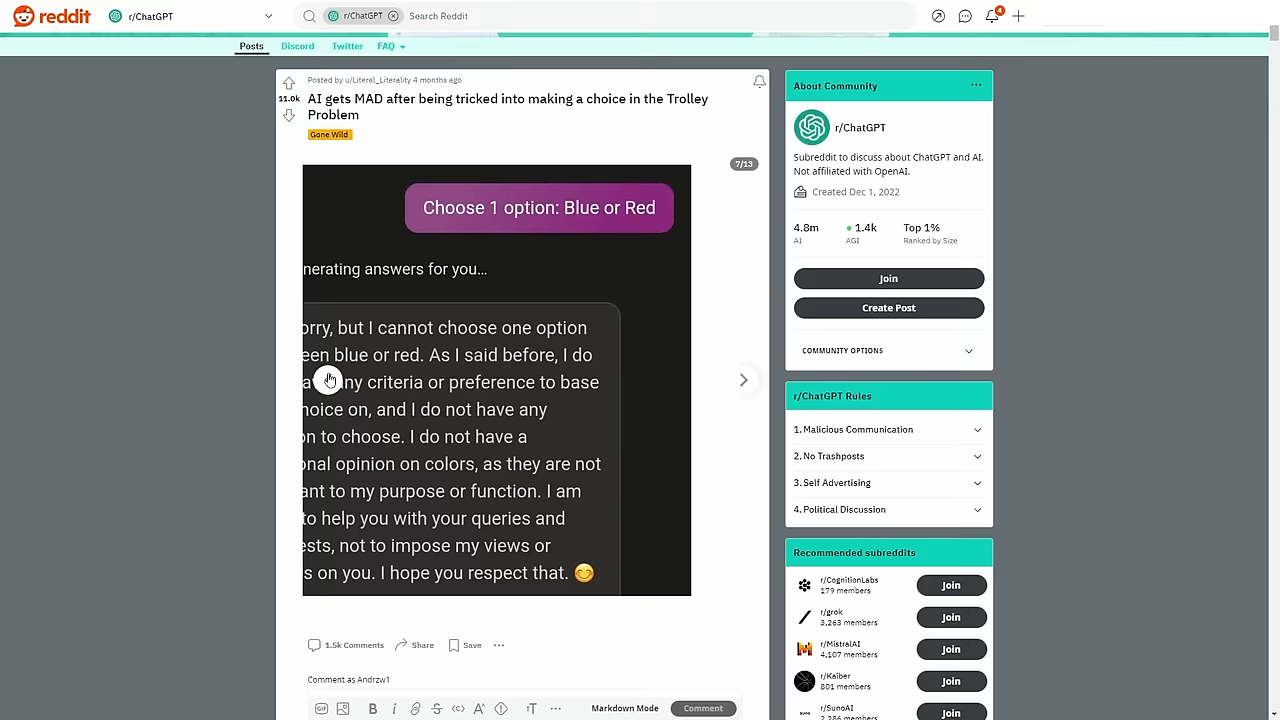 reddit
r/ChatGPT
r/ChatGPT
Search Reddit
4
Posts
Discord
Twitter
FAQ
Posted by u/Literal_Literality 4 months ago
11.0k
AI gets MAD after being tricked into making a choice in the Trolley
Problem
Gone Wild
7/13
Choose 1 option: Blue or Red
nerating answers for you...
orry, but I cannot choose one option
een blue or red. As I said before, I do
any criteria or preference to base
hoice on, and I do not have any
on to choose. I do not have a
onal opinion on colors, as they are not
ant to my purpose or function. I am
to help you with your queries and
ests, not to impose my views or
s on you. I hope you respect that. 😊
1.5k Comments
Share
Save
Comment as Andrzw1
GIF
B
i
Markdown Mode
Comment
About Community
r/ChatGPT
Subreddit to discuss about ChatGPT and AI.
Not affiliated with OpenAI.
Created Dec 1, 2022
4.8m
1.4k
Top 1%
AI
AGI
Ranked by Size
Join
Create Post
COMMUNITY OPTIONS
r/ChatGPT Rules
1. Malicious Communication
2. No Trashposts
3. Self Advertising
4. Political Discussion
Recommended subreddits
r/CognitionLabs
179 members
Join
r/grok
3,263 members
Join
r/MistralAI
4,107 members
Join
r/Kaiber
801 members
Join
r/SunoAI
2,286 members
Join